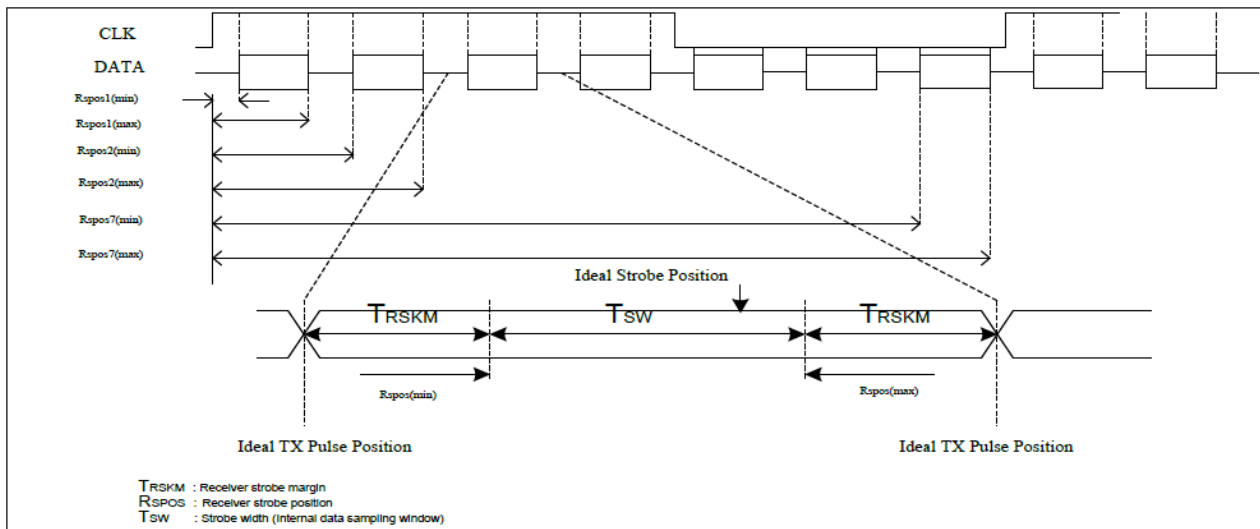 CLK
DATA
Rspos1(min)
Rspos1(max)
Rspos2(min)
Rspos2(max)
Rspos7(min)
Rspos7(max)
Ideal Strobe Position
TRSKM TSW TRSKM
Rspos(min) Rspos(max)
Ideal TX Pulse Position Ideal TX Pulse Position
TRSKM : Receiver strobe margin
RSPOS : Receiver strobe position
TSW : Strobe width (Internal data sampling window)